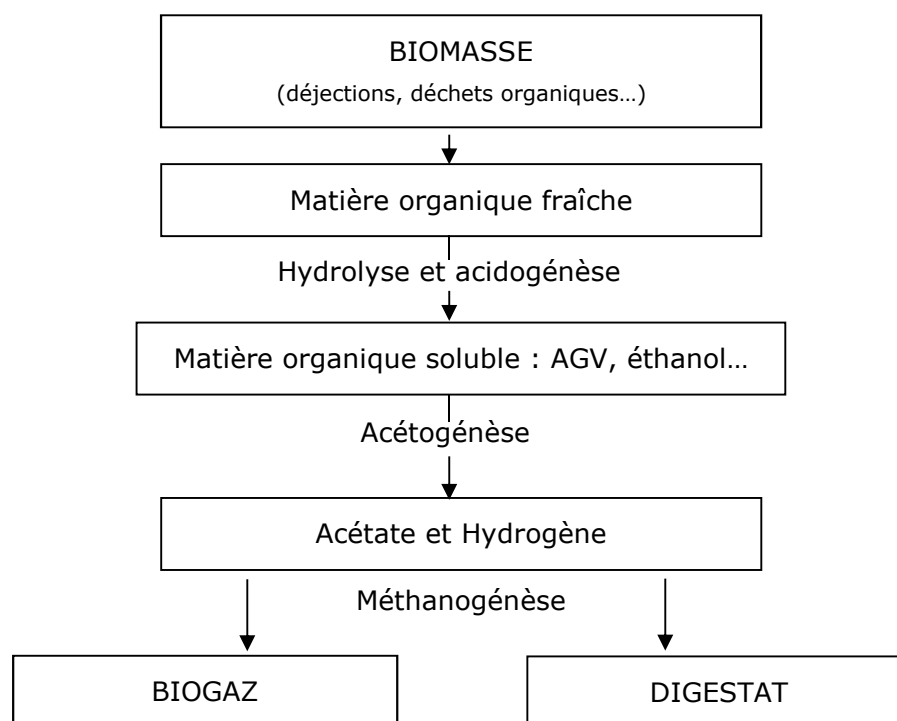 BIOMASSE
(déjections, déchets organiques…)
Matière organique fraîche
Hydrolyse et acidogénèse
Matière organique soluble : AGV, éthanol…
Acétogénèse
Acétate et Hydrogène
Méthanogénèse
BIOGAZ
DIGESTAT